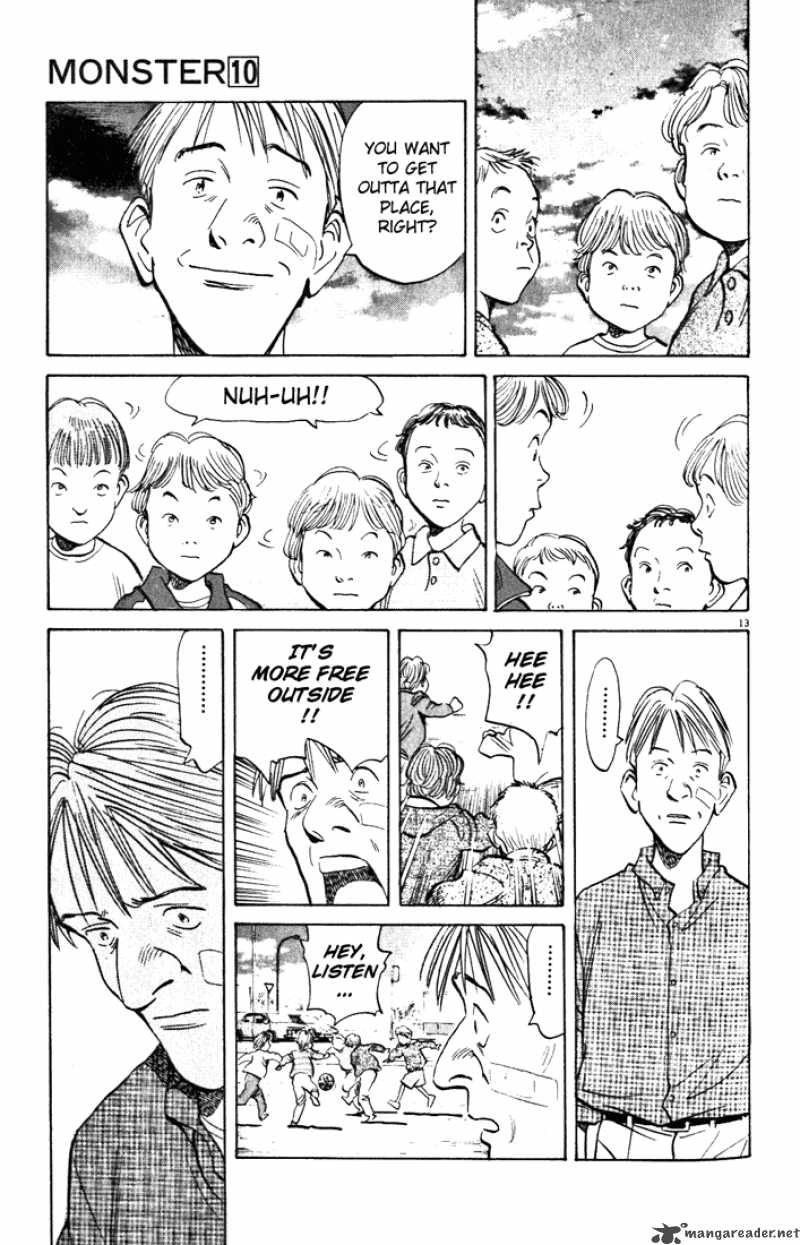 MONSTER10
YOU WANT
TO GET
OUTTA THAT
PLACE,
RIGHT?
NUH-UH!!
13
.........
HEE
HEE
!!
IT'S
MORE FREE
OUTSIDE
!!
.........
.........
HEY,
LISTEN
...
mangareader.net